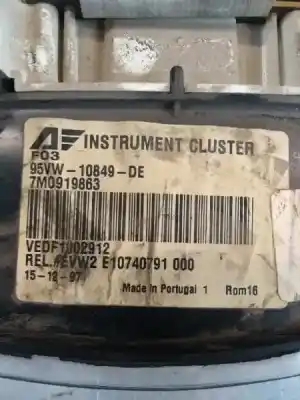 AF INSTRUMENT CLUSTER
F03
95VW-10849-DE
7M0919863
VEDF1002912
REL.4EVW2 E10740791 000
15-12-97
Made in Portugal 1 Rom16